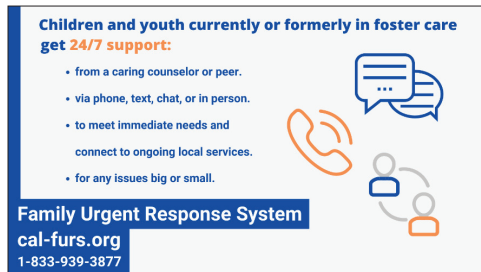 Children and youth currently or formerly in foster care
get 24/7 support:
• from a caring counselor or peer.
• via phone, text, chat, or in person.
• to meet immediate needs and
connect to ongoing local services.
• for any issues big or small.
Family Urgent Response System
cal-furs.org
1-833-939-3877